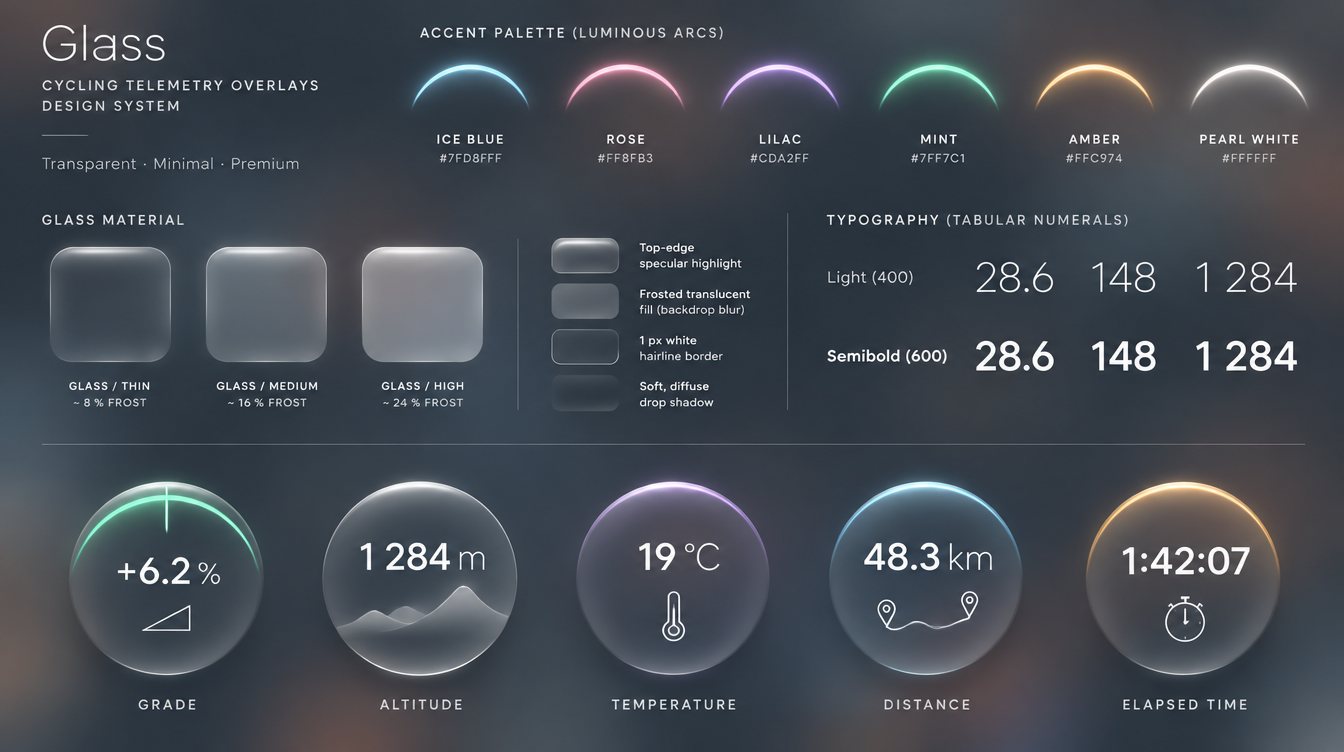 Glass
CYCLING TELEMETRY OVERLAYS
DESIGN SYSTEM
Transparent · Minimal · Premium
ACCENT PALETTE (LUMINOUS ARCS)
ICE BLUE
#7FD8FFF
ROSE
#FF8FB3
LILAC
#CDA2FF
MINT
#7FF7C1
AMBER
#FFC974
PEARL WHITE
#FFFFFF
GLASS MATERIAL
GLASS / THIN
~ 8 % FROST
GLASS / MEDIUM
~ 16 % FROST
GLASS / HIGH
~ 24 % FROST
Top-edge
specular highlight
Frosted translucent
fill (backdrop blur)
1 px white
hairline border
Soft, diffuse
drop shadow
TYPOGRAPHY (TABULAR NUMERALS)
Light (400) 28.6 148 1 284
Semibold (600) 28.6 148 1 284
+6.2 %
GRADE
1 284 m
ALTITUDE
19 °C
TEMPERATURE
48.3 km
DISTANCE
1:42:07
ELAPSED TIME